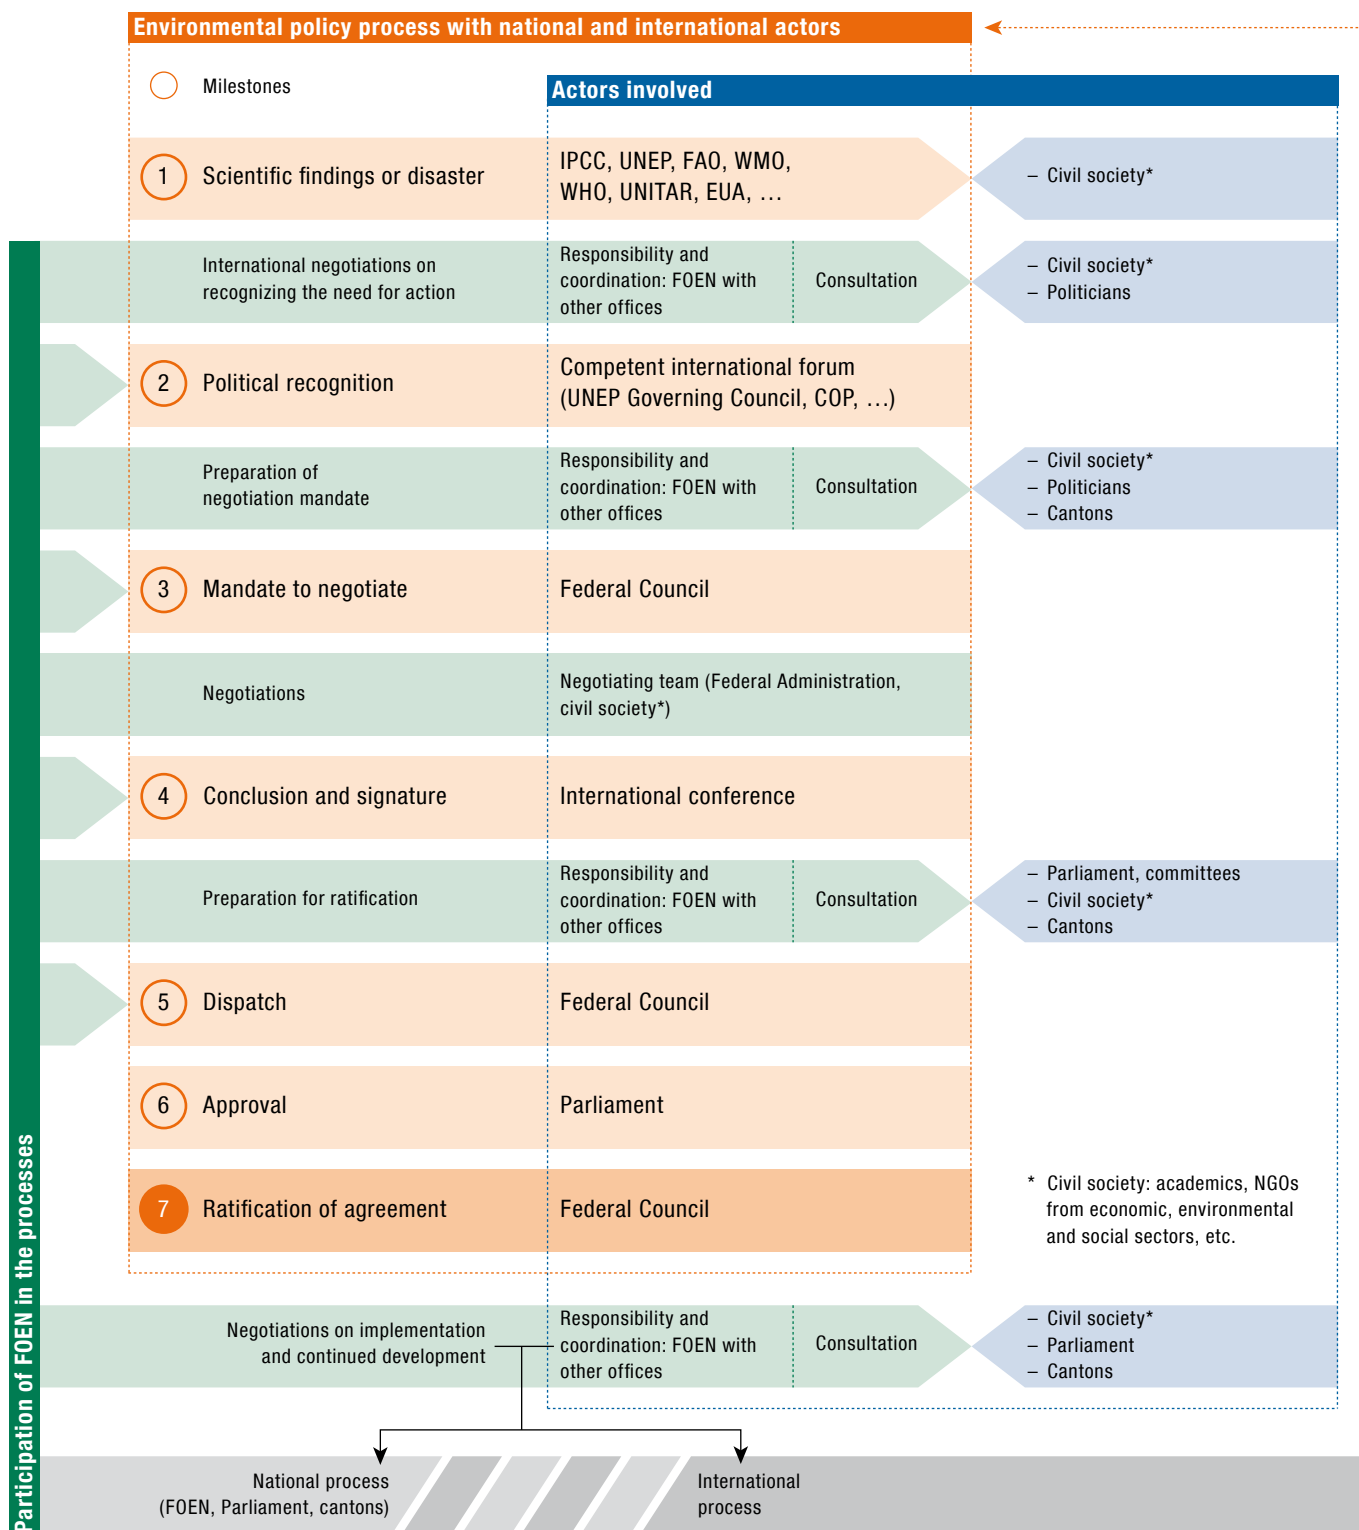 Environmental policy process with national and international actors
Milestones
Actors involved
1
Scientific findings or disaster
IPCC, UNEP, FAO, WMO,
WHO, UNITAR, EUA, …
– Civil society*
International negotiations on
recognizing the need for action
Responsibility and
coordination: FOEN with
other offices
Consultation
– Civil society*
– Politicians
2
Political recognition
Competent international forum
(UNEP Governing Council, COP, …)
Preparation of
negotiation mandate
Responsibility and
coordination: FOEN with
other offices
Consultation
– Civil society*
– Politicians
– Cantons
3
Mandate to negotiate
Federal Council
Negotiations
Negotiating team (Federal Administration,
civil society*)
4
Conclusion and signature
International conference
Preparation for ratification
Responsibility and
coordination: FOEN with
other offices
Consultation
– Parliament, committees
– Civil society*
– Cantons
5
Dispatch
Federal Council
6
Approval
Parliament
7
Ratification of agreement
Federal Council
* Civil society: academics, NGOs
from economic, environmental
and social sectors, etc.
Negotiations on implementation
and continued development
Responsibility and
coordination: FOEN with
other offices
Consultation
– Civil society*
– Parliament
– Cantons
National process
(FOEN, Parliament, cantons)
International
process
Participation of FOEN in the processes